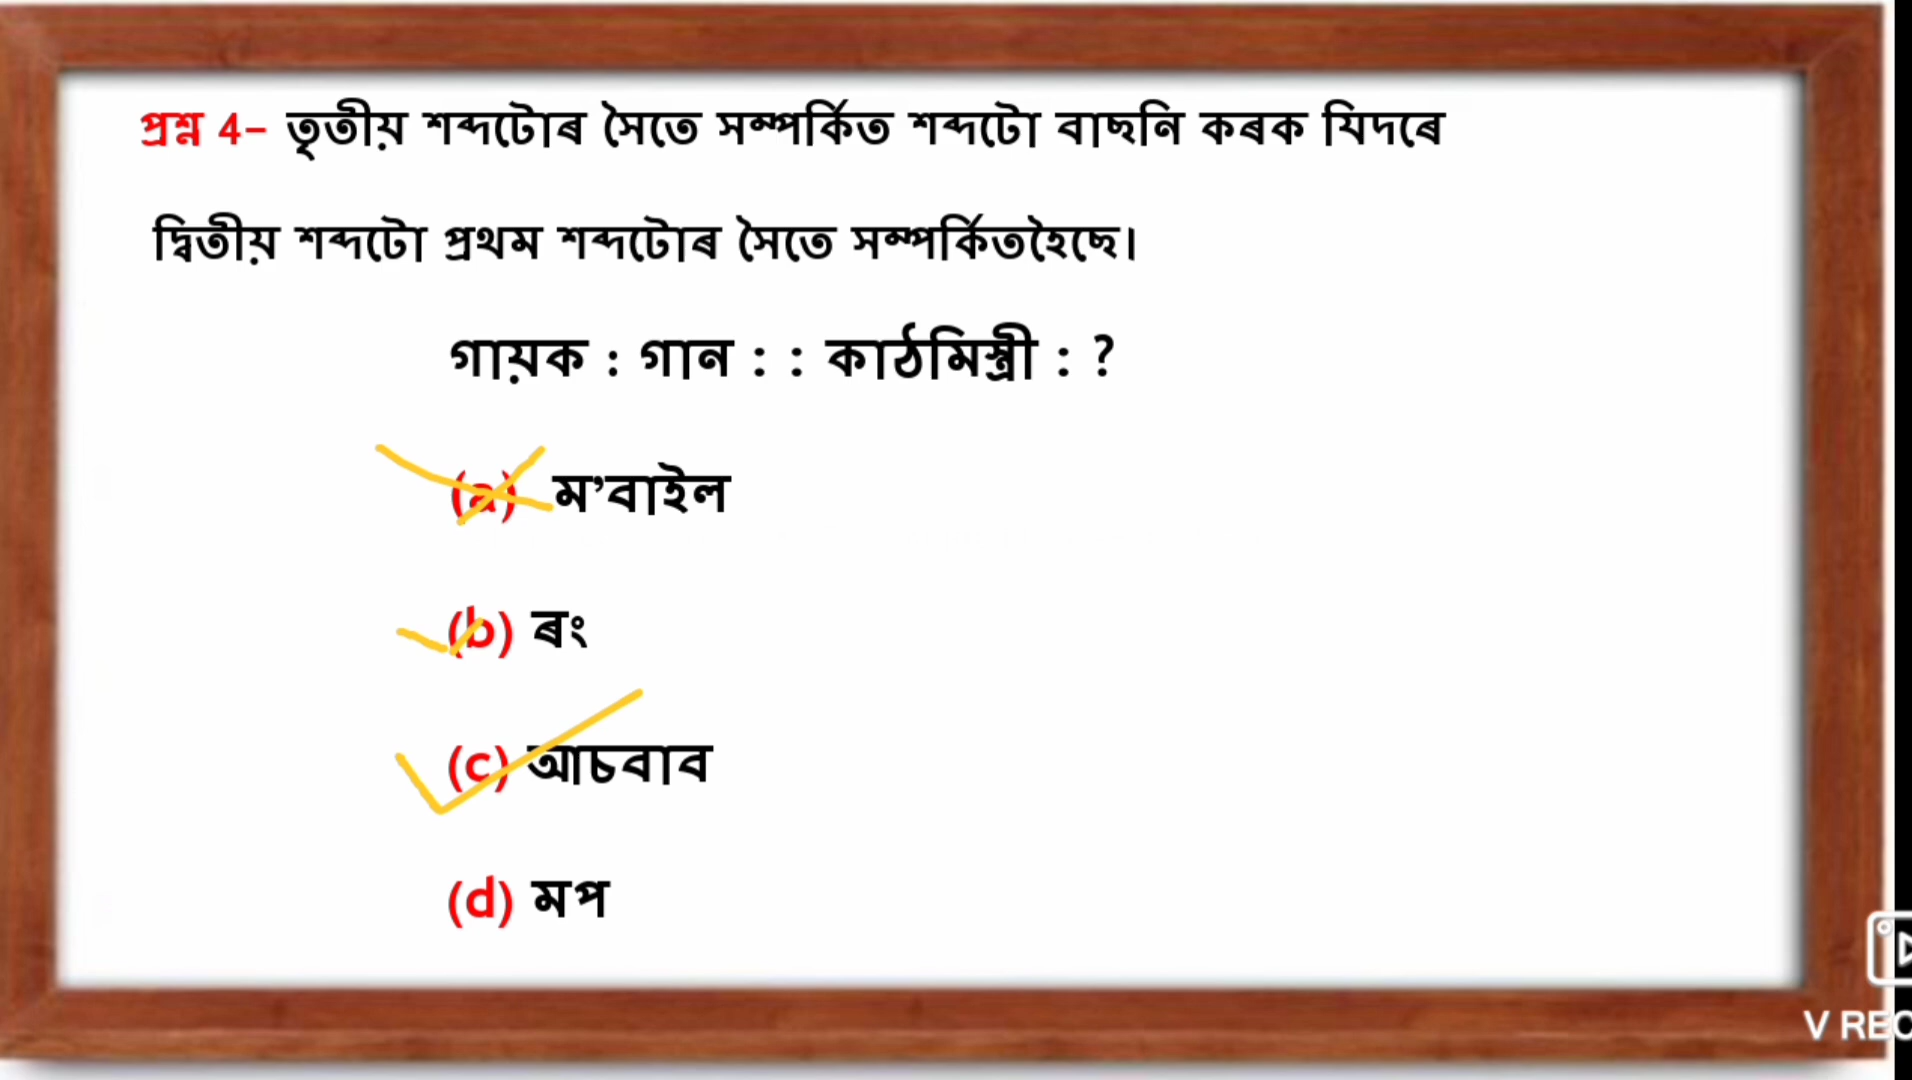 প্রশ্ন 4- তৃতীয় শব্দটোৰ সৈতে সম্পৰ্কিত শব্দটো বাছনি কৰক যিদৰে
দ্বিতীয় শব্দটো প্ৰথম শব্দটোৰ সৈতে সম্পৰ্কিতহৈছে।
গায়ক : গান : : কাঠমিস্ত্ৰী : ?
(a) ম’বাইল
(b) ৰং
(c) আচবাব
(d) মপ
V REC